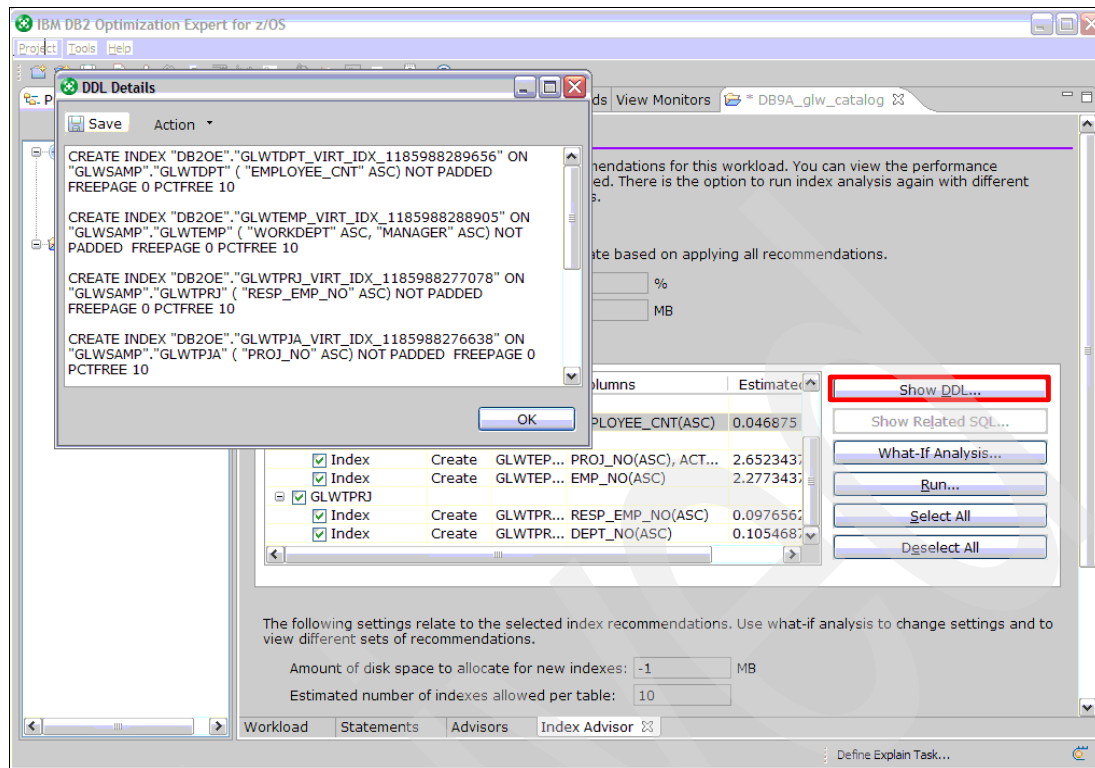 IBM DB2 Optimization Expert for z/OS
Project Tools Help
DDL Details
ds View Monitors * DB9A_glw_catalog
Save Action
CREATE INDEX "DB2OE"."GLWTDPT_VIRT_IDX_1185988289656" ON
"GLWSAMP"."GLWTDPT" ( "EMPLOYEE_CNT" ASC) NOT PADDED
FREEPAGE 0 PCTFREE 10
CREATE INDEX "DB2OE"."GLWTEMP_VIRT_IDX_1185988288905" ON
"GLWSAMP"."GLWTEMP" ( "WORKDEPT" ASC, "MANAGER" ASC) NOT
PADDED FREEPAGE 0 PCTFREE 10
CREATE INDEX "DB2OE"."GLWTPRJ_VIRT_IDX_1185988277078" ON
"GLWSAMP"."GLWTPRJ" ( "RESP_EMP_NO" ASC) NOT PADDED
FREEPAGE 0 PCTFREE 10
CREATE INDEX "DB2OE"."GLWTPJA_VIRT_IDX_1185988276638" ON
"GLWSAMP"."GLWTPJA" ( "PROJ_NO" ASC) NOT PADDED FREEPAGE 0
PCTFREE 10
OK
nendations for this workload. You can view the performance
ed. There is the option to run index analysis again with different
s.
ate based on applying all recommendations.
%
MB
olumns Estimated
PLOYEE_CNT(ASC) 0.046875
Index Create GLWTEP... PROJ_NO(ASC), ACT... 2.6523437
Index Create GLWTEP... EMP_NO(ASC) 2.2773437
GLWTPRJ
Index Create GLWTPR... RESP_EMP_NO(ASC) 0.0976562
Index Create GLWTPR... DEPT_NO(ASC) 0.1054687
Show DDL...
Show Related SQL...
What-If Analysis...
Run...
Select All
Deselect All
The following settings relate to the selected index recommendations. Use what-if analysis to change settings and to
view different sets of recommendations.
Amount of disk space to allocate for new indexes: -1 MB
Estimated number of indexes allowed per table: 10
Workload Statements Advisors Index Advisor
Define Explain Task...